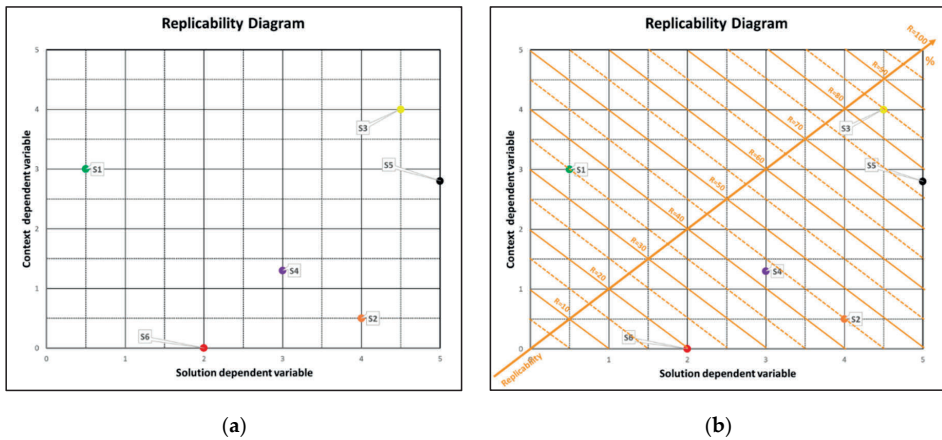 Replicability Diagram
5
4
3
2
1
0
Context dependent variable
S3
S5
S1
S4
S2
S6
0 1 2 3 4 5
Solution dependent variable
(a)
Replicability Diagram
5
4
3
2
1
0
Context dependent variable
R=100
%
R=90
R=80
R=70
R=60
R=50
R=40
R=30
R=20
R=10
S3
S5
S1
S4
S2
S6
0 1 2 3 4 5
Replicability
Solution dependent variable
(b)